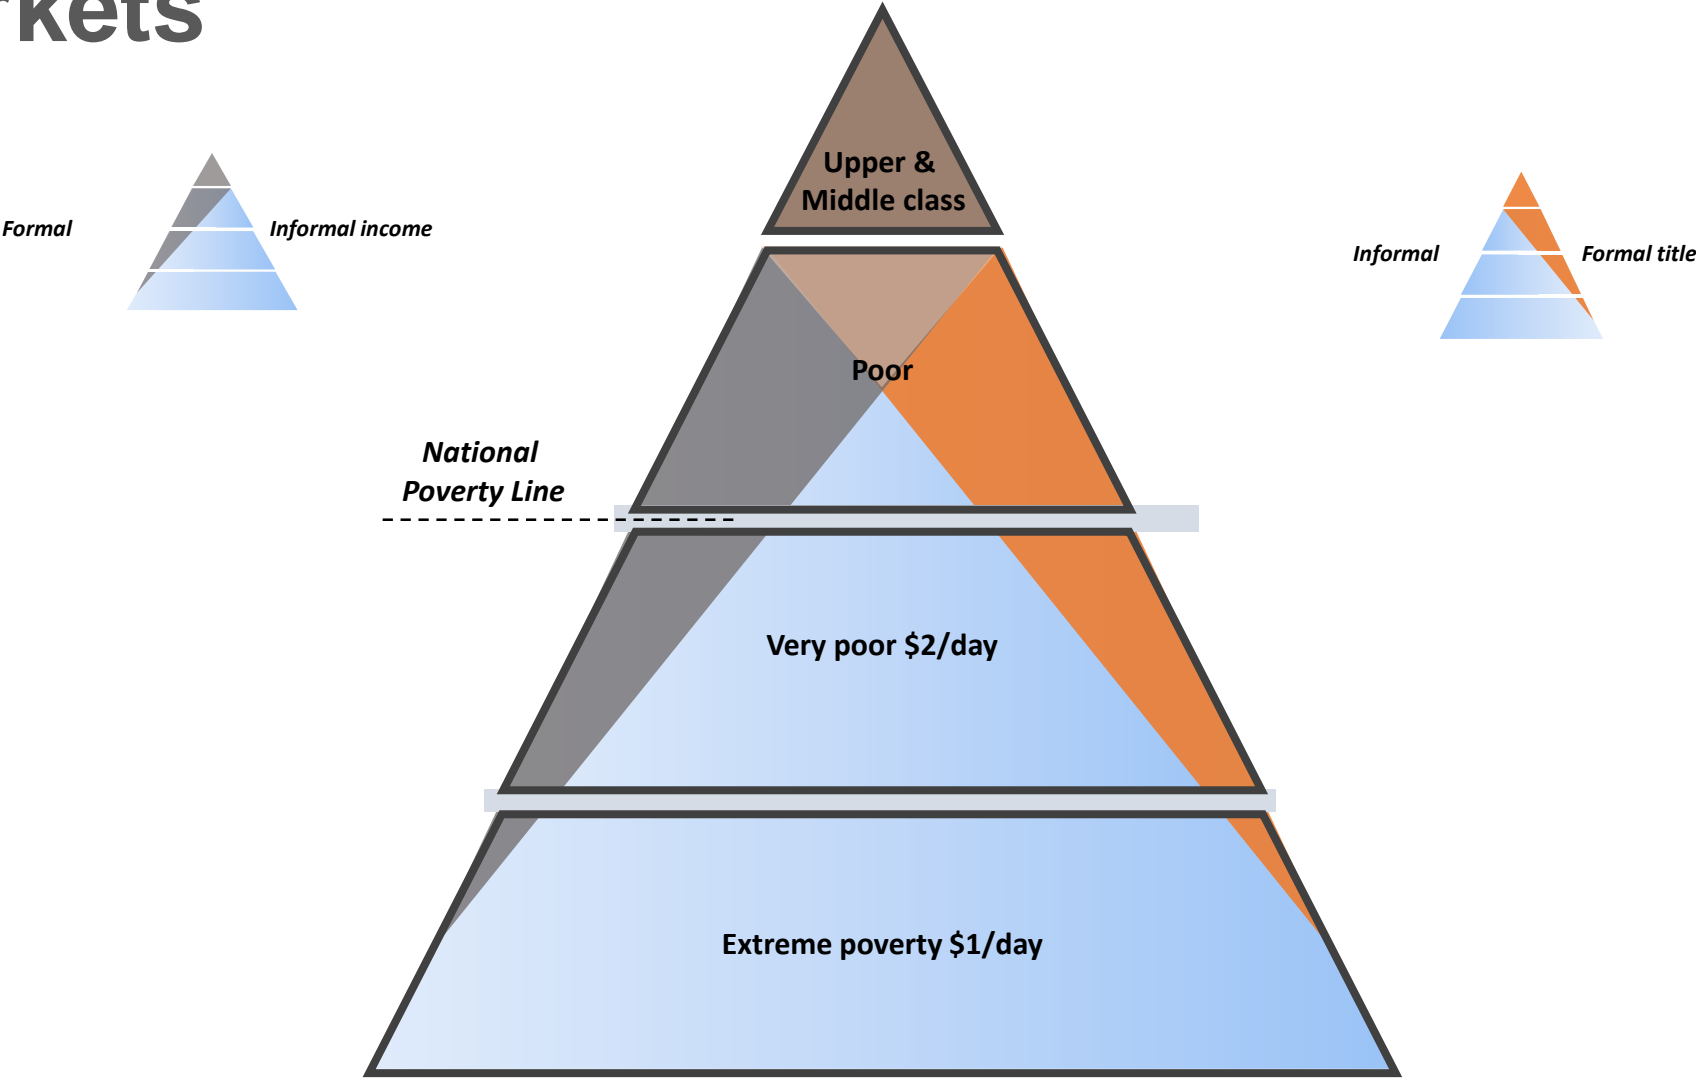 rkets
Upper &
Middle class
Formal
Informal income
Informal
Formal title
Poor
National
Poverty Line
Very poor $2/day
Extreme poverty $1/day